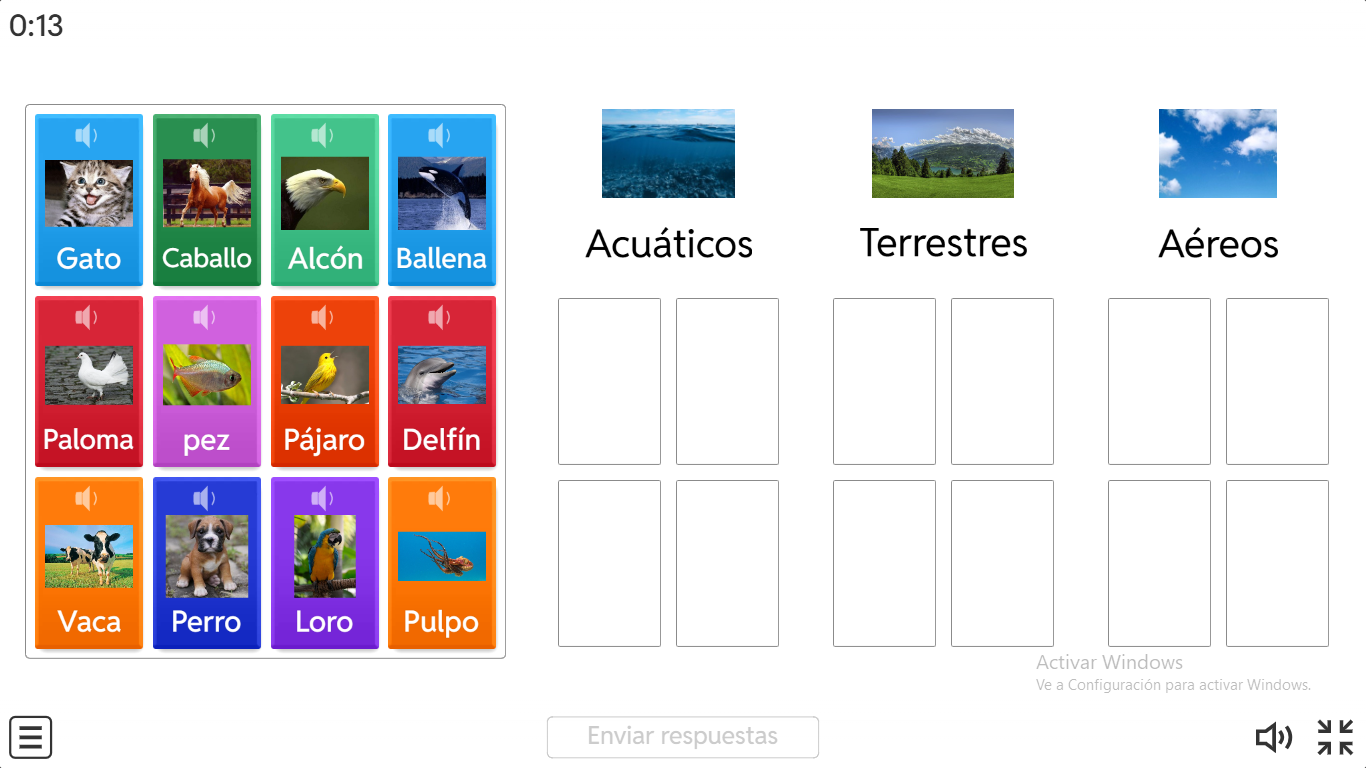 0:13
Gato
Caballo
Alcón
Ballena
Paloma
pez
Pájaro
Delfín
Vaca
Perro
Loro
Pulpo
Acuáticos
Terrestres
Aéreos
Activar Windows
Ve a Configuración para activar Windows.
Enviar respuestas